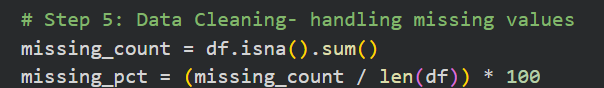 # Step 5: Data Cleaning- handling missing values
missing_count = df.isna().sum()
missing_pct = (missing_count / len(df)) * 100